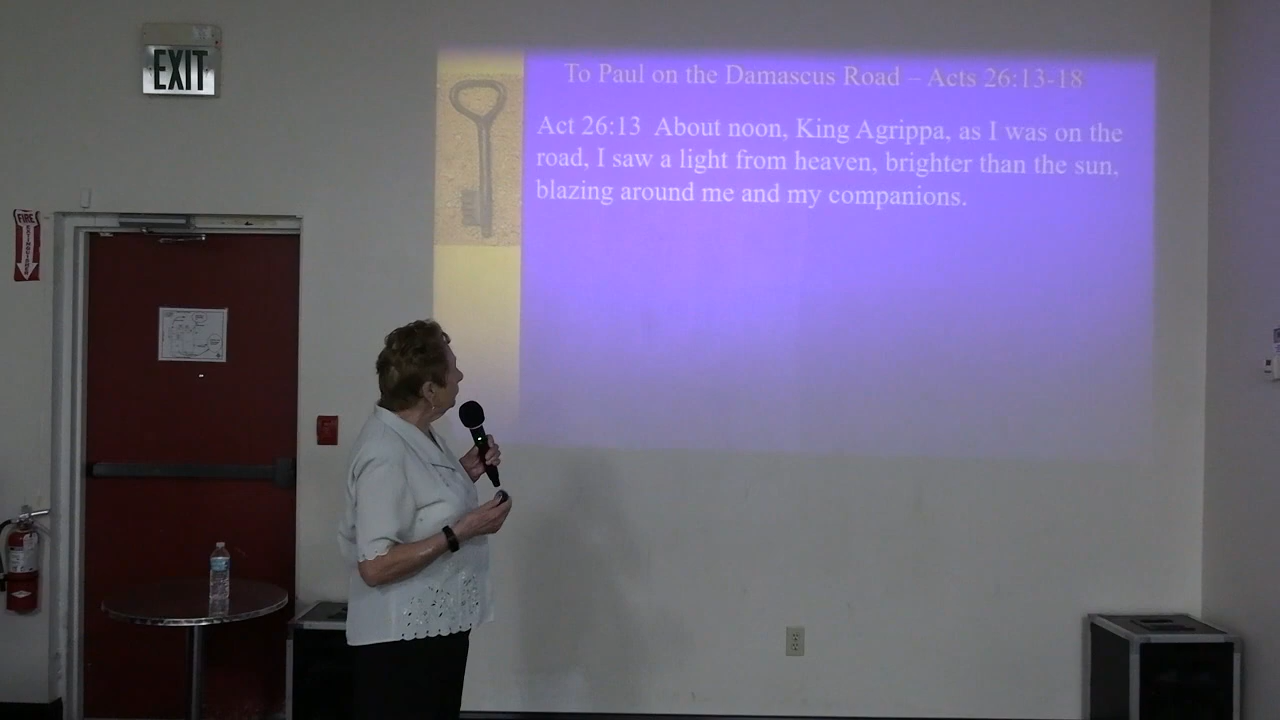 EXIT
To Paul on the Damascus Road – Acts 26:13-18
Act 26:13 About noon, King Agrippa, as I was on the
road, I saw a light from heaven, brighter than the sun,
blazing around me and my companions.
FIRE